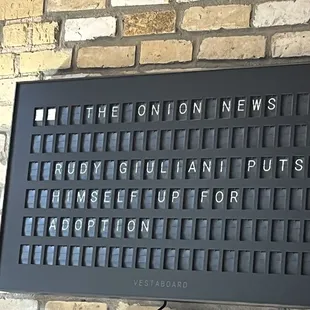 THE ONION NEWS
RUDY GIULIANI PUTS
HIMSELF UP FOR
ADOPTION
VESTABOARD